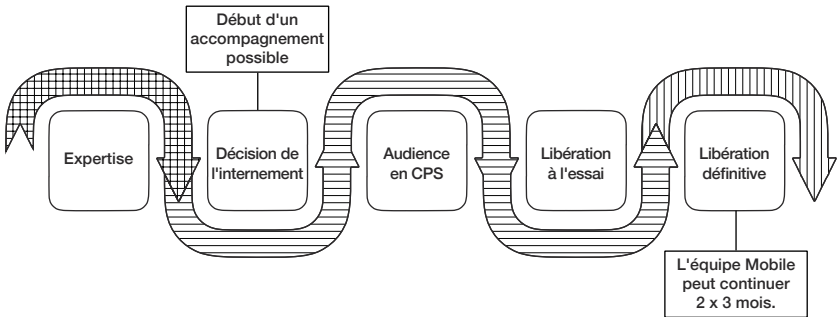 Début d'un
accompagnement
possible
Expertise
Décision de
l'internement
Audience
en CPS
Libération
à l'essai
Libération
définitive
L'équipe Mobile
peut continuer
2 x 3 mois.